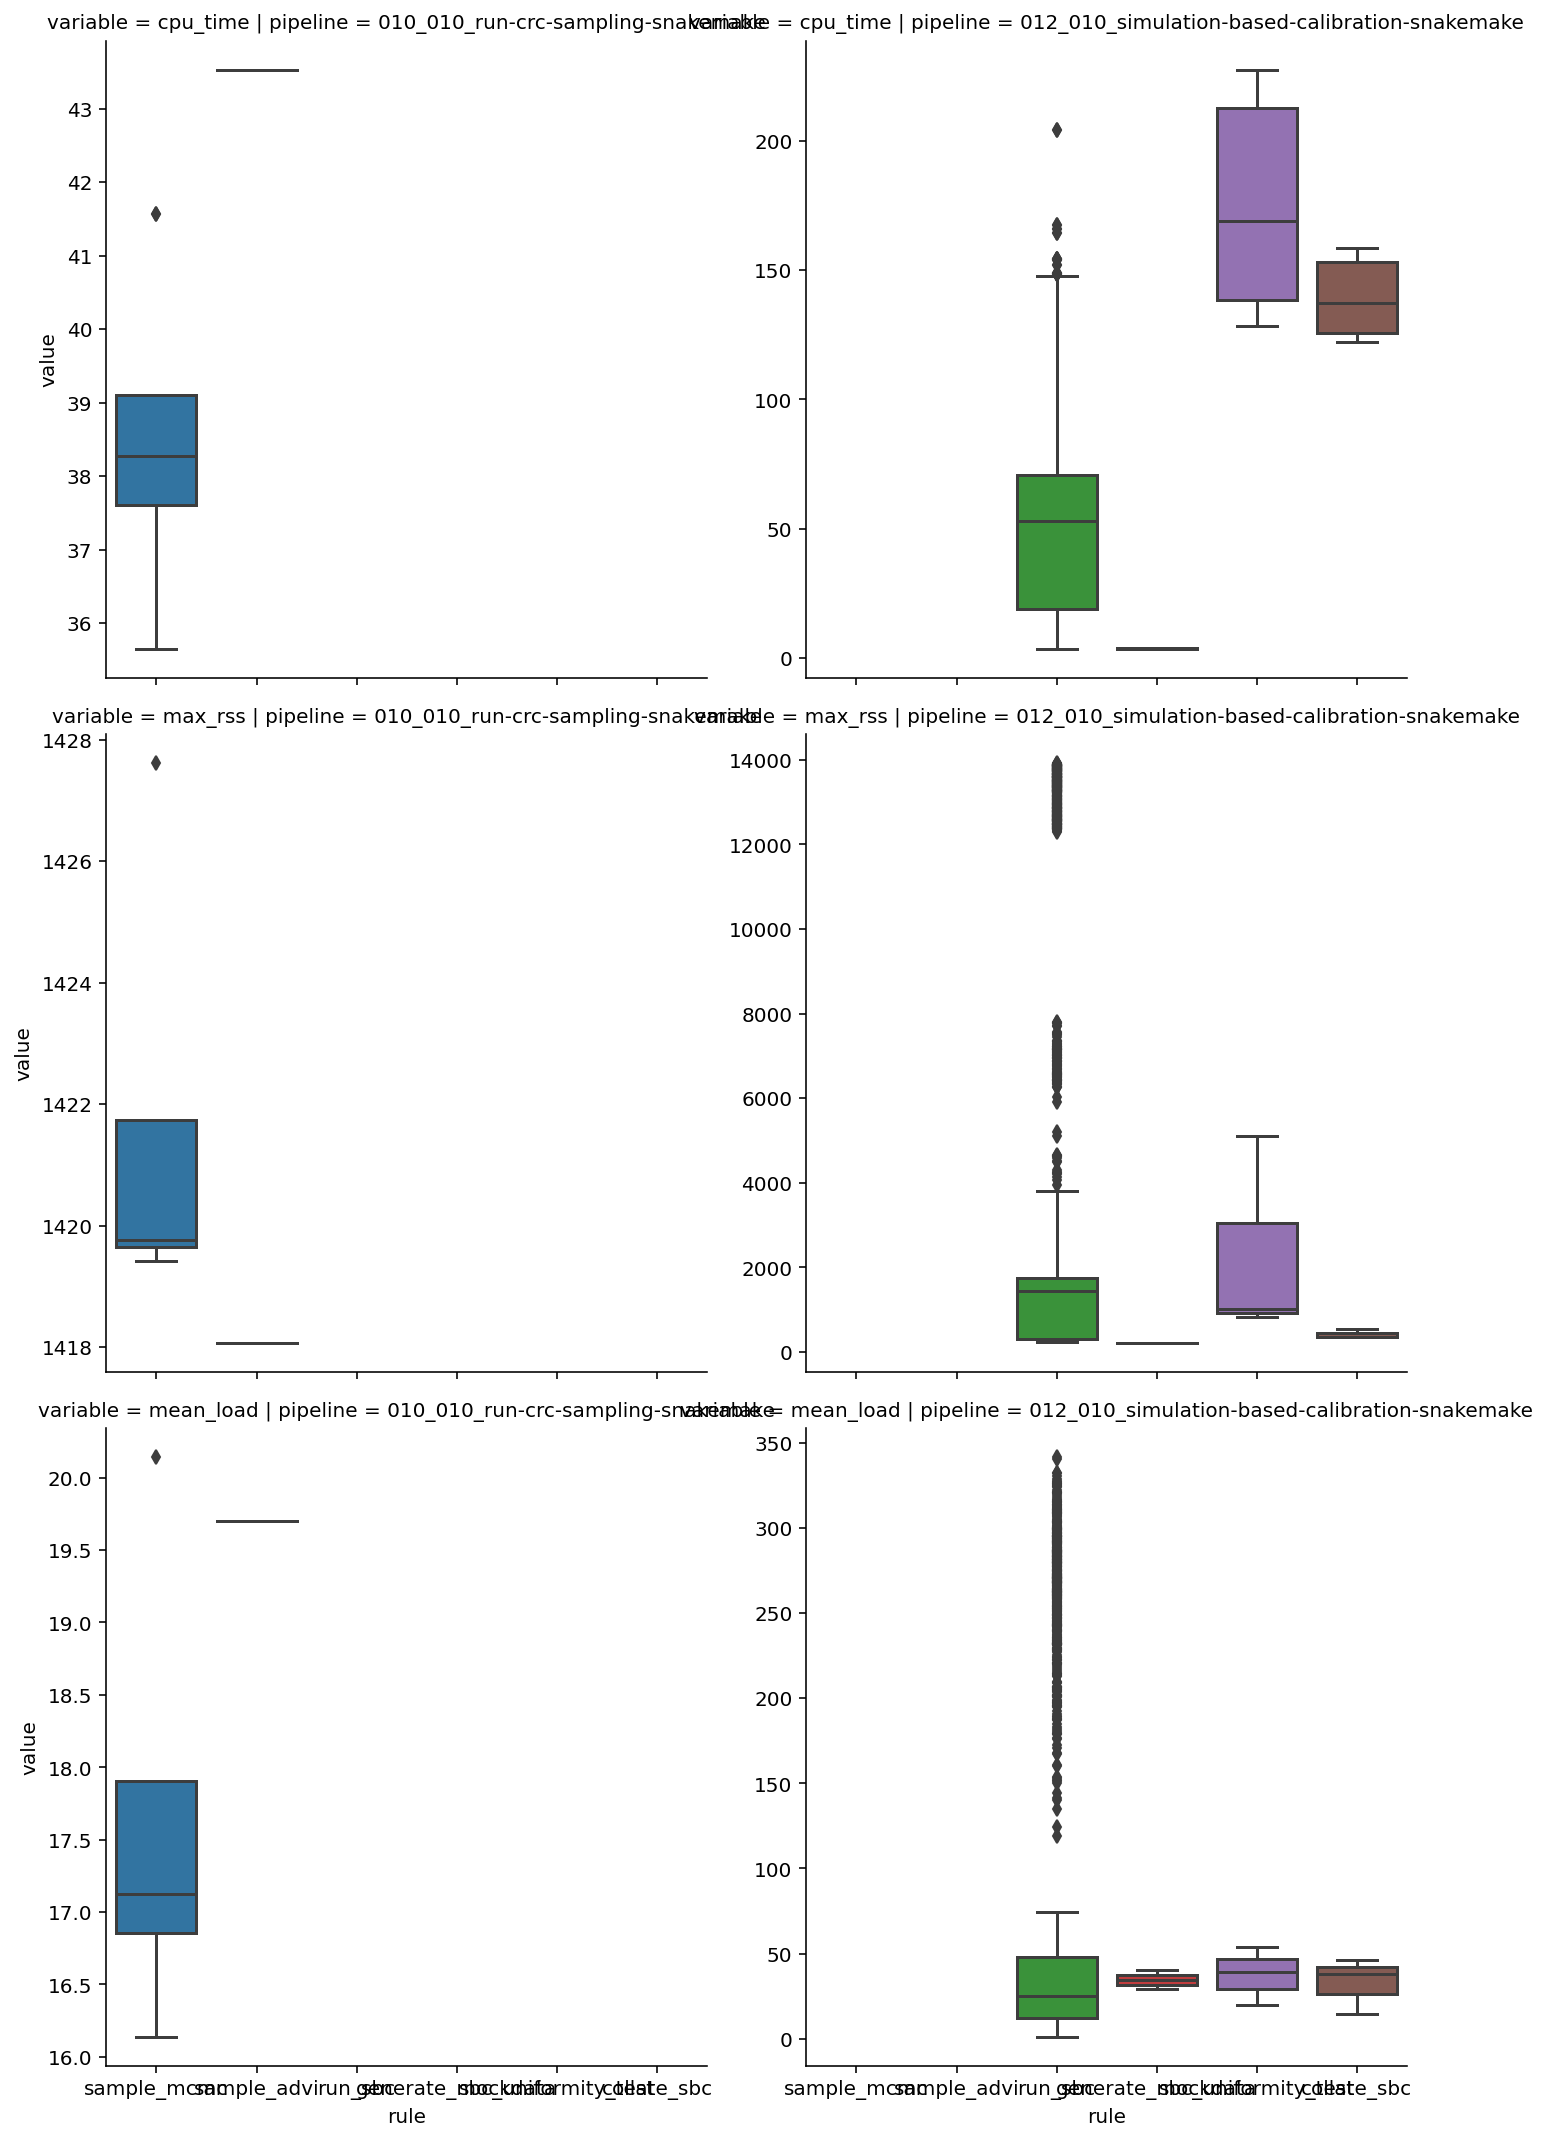 variable = cpu_time | pipeline = 010_010_run-crc-sampling-snakemake
variable = cpu_time | pipeline = 012_010_simulation-based-calibration-snakemake
43
42
41
40
39
38
37
36
value
200
150
100
50
0
variable = max_rss | pipeline = 010_010_run-crc-sampling-snakemake
variable = max_rss | pipeline = 012_010_simulation-based-calibration-snakemake
1428
1426
1424
1422
1420
1418
value
14000
12000
10000
8000
6000
4000
2000
0
variable = mean_load | pipeline = 010_010_run-crc-sampling-snakemake
variable = mean_load | pipeline = 012_010_simulation-based-calibration-snakemake
20.0
19.5
19.0
18.5
18.0
17.5
17.0
16.5
16.0
value
350
300
250
200
150
100
50
0
sample_mcmc
sample_advi
run_sbc
generate_mockdata
sbc_uniformity_test
collate_sbc
rule
sample_mcmc
sample_advi
run_sbc
generate_mockdata
sbc_uniformity_test
collate_sbc
rule